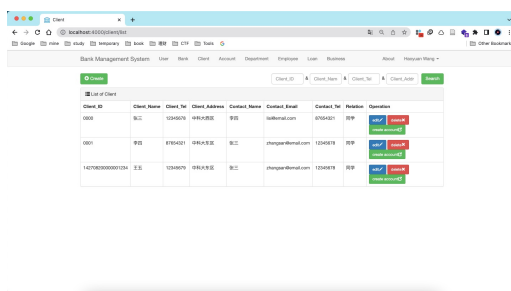 Client
localhost:4000/client/list
Google mine study temporary book 理财 CTF Tools Other Bookmarks
Bank Management System User Bank Client Account Department Employee Loan Business About Haoyuan Wang
Create Client_ID & Client_Nam & Client_Tel & Client_Addr Search
List of Client
Client_ID Client_Name Client_Tel Client_Address Contact_Name Contact_Email Contact_Tel Relation Operation
0000 张三 12345678 中科大西区 李四 lisi@email.com 87654321 同学 edit delete
create account
0001 李四 87654321 中科大东区 张三 zhangsan@email.com 12345678 同学 edit delete
create account
142708200000001234 王五 12345679 中科大东区 张三 zhangsan@email.com 12345678 同学 edit delete
create account